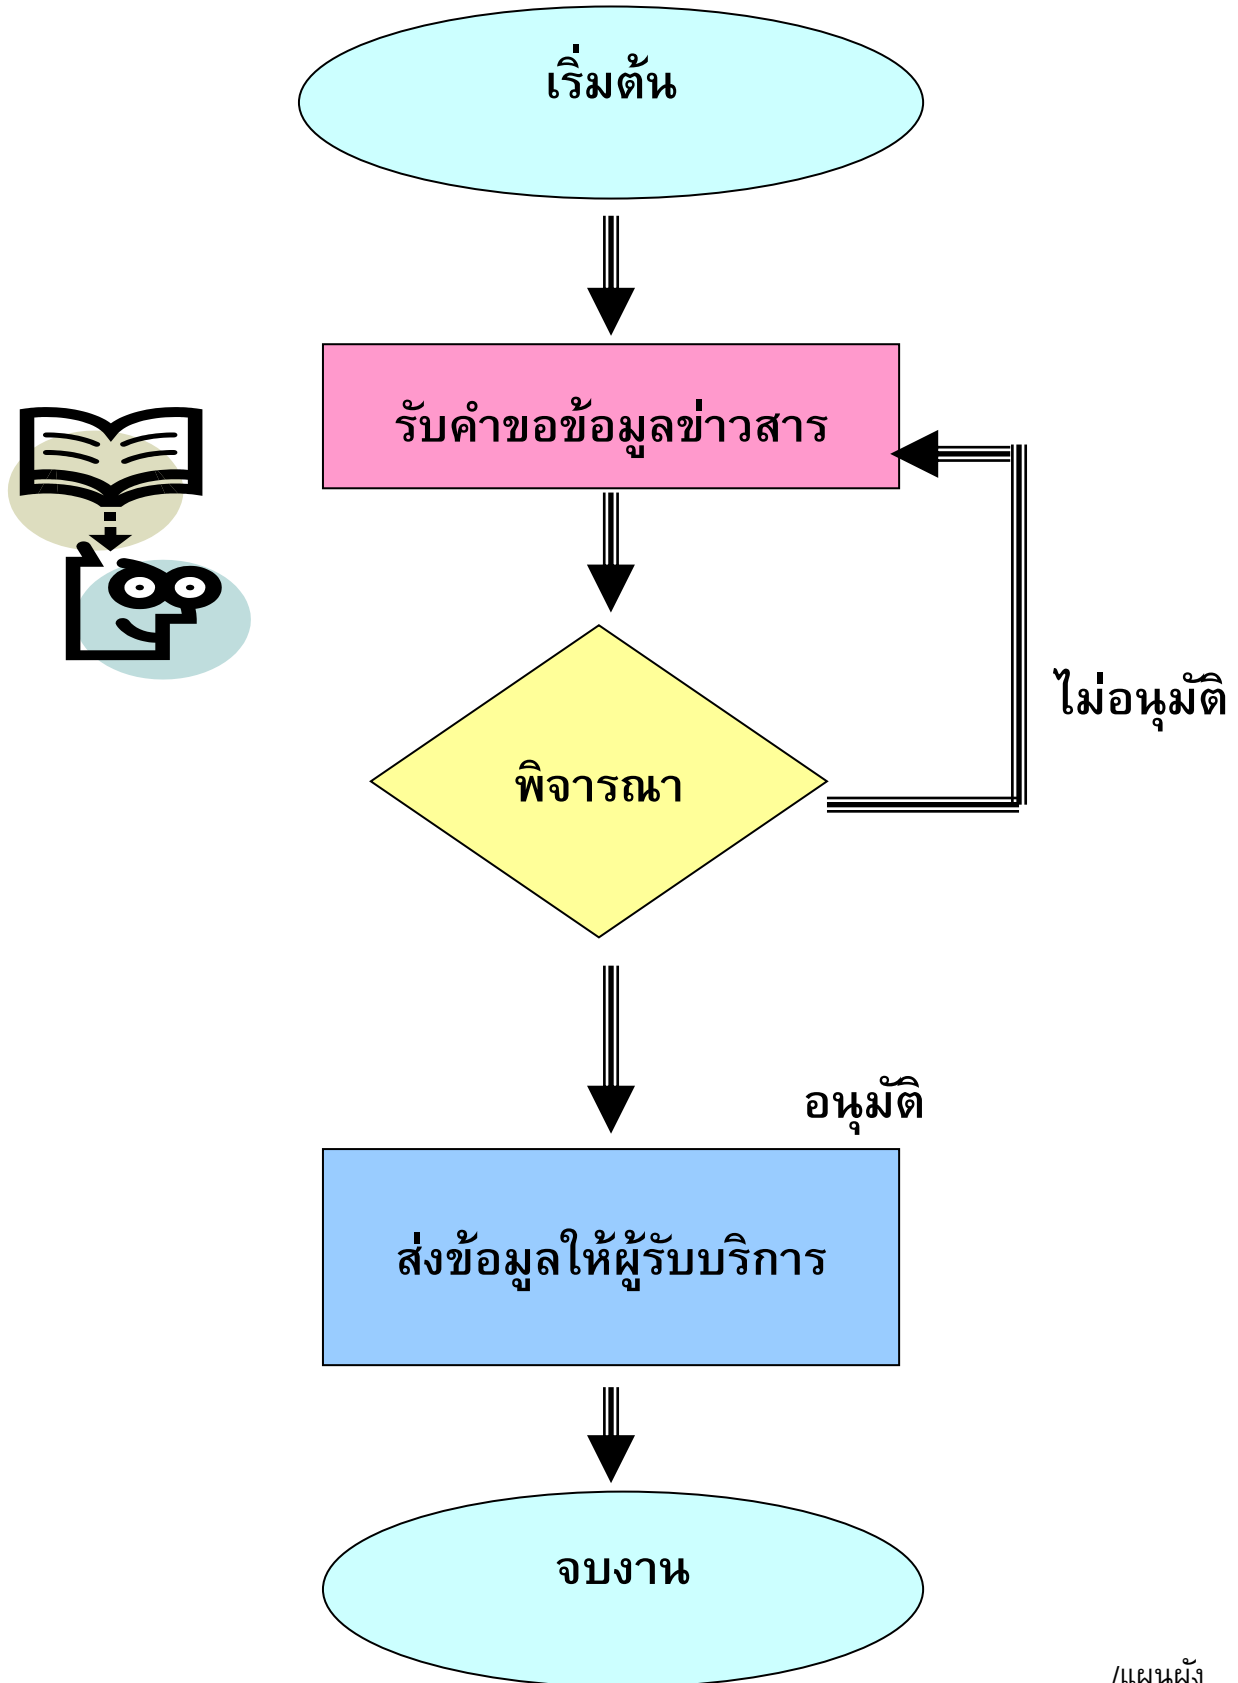 เริ่มต้น
รับคำขอข้อมูลข่าวสาร
ไม่อนุมัติ
พิจารณา
อนุมัติ
ส่งข้อมูลให้ผู้รับบริการ
จบงาน
/แผนผัง